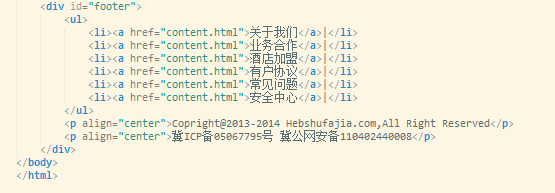 <div id="footer">
<ul>
<li><a href="content.html">关于我们</a>|</li>
<li><a href="content.html">业务合作</a>|</li>
<li><a href="content.html">酒店加盟</a>|</li>
<li><a href="content.html">有户协议</a>|</li>
<li><a href="content.html">常见问题</a>|</li>
<li><a href="content.html">安全中心</a>|</li>
</ul>
<p align="center">Copright@2013-2014 Hebshufajia.com,All Right Reserved</p>
<p align="center">冀ICP备05067795号 冀公网安备110402440008</p>
</div>
</body>
</html>